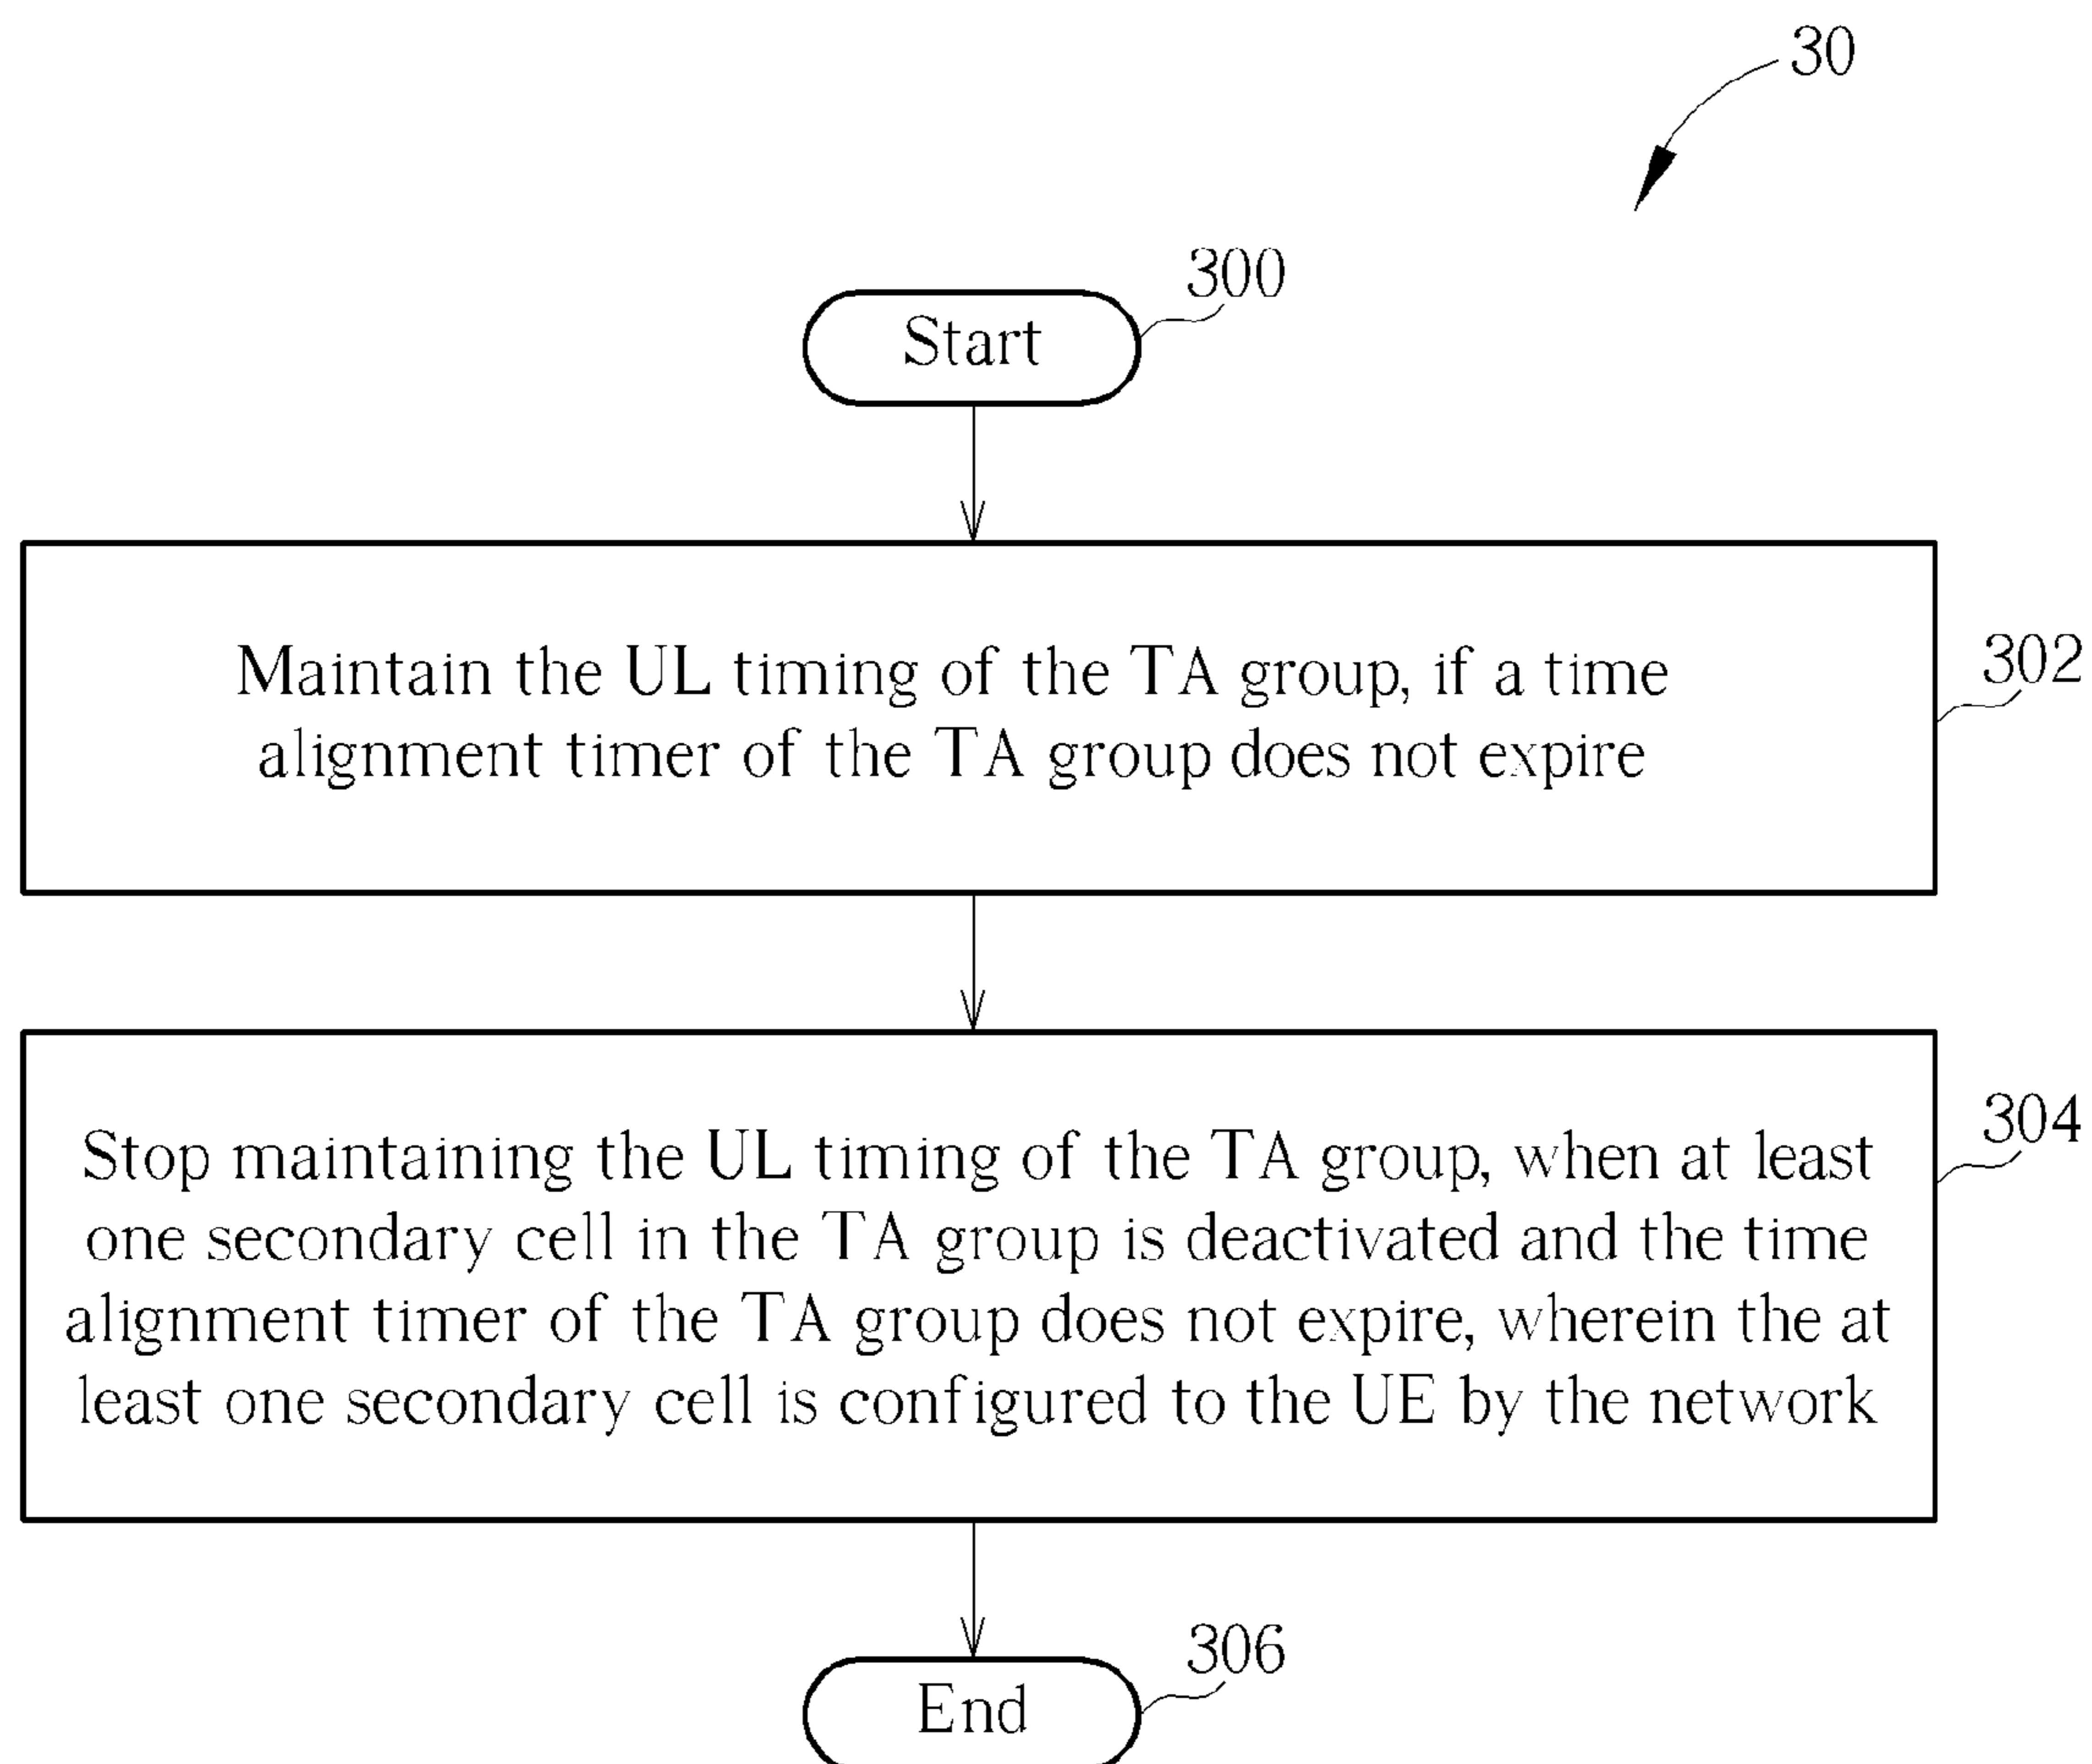 30
300
Start
Maintain the UL timing of the TA group, if a time
alignment timer of the TA group does not expire
302
304
Stop maintaining the UL timing of the TA group, when at least
one secondary cell in the TA group is deactivated and the time
alignment timer of the TA group does not expire, wherein the at
least one secondary cell is configured to the UE by the network
306
End